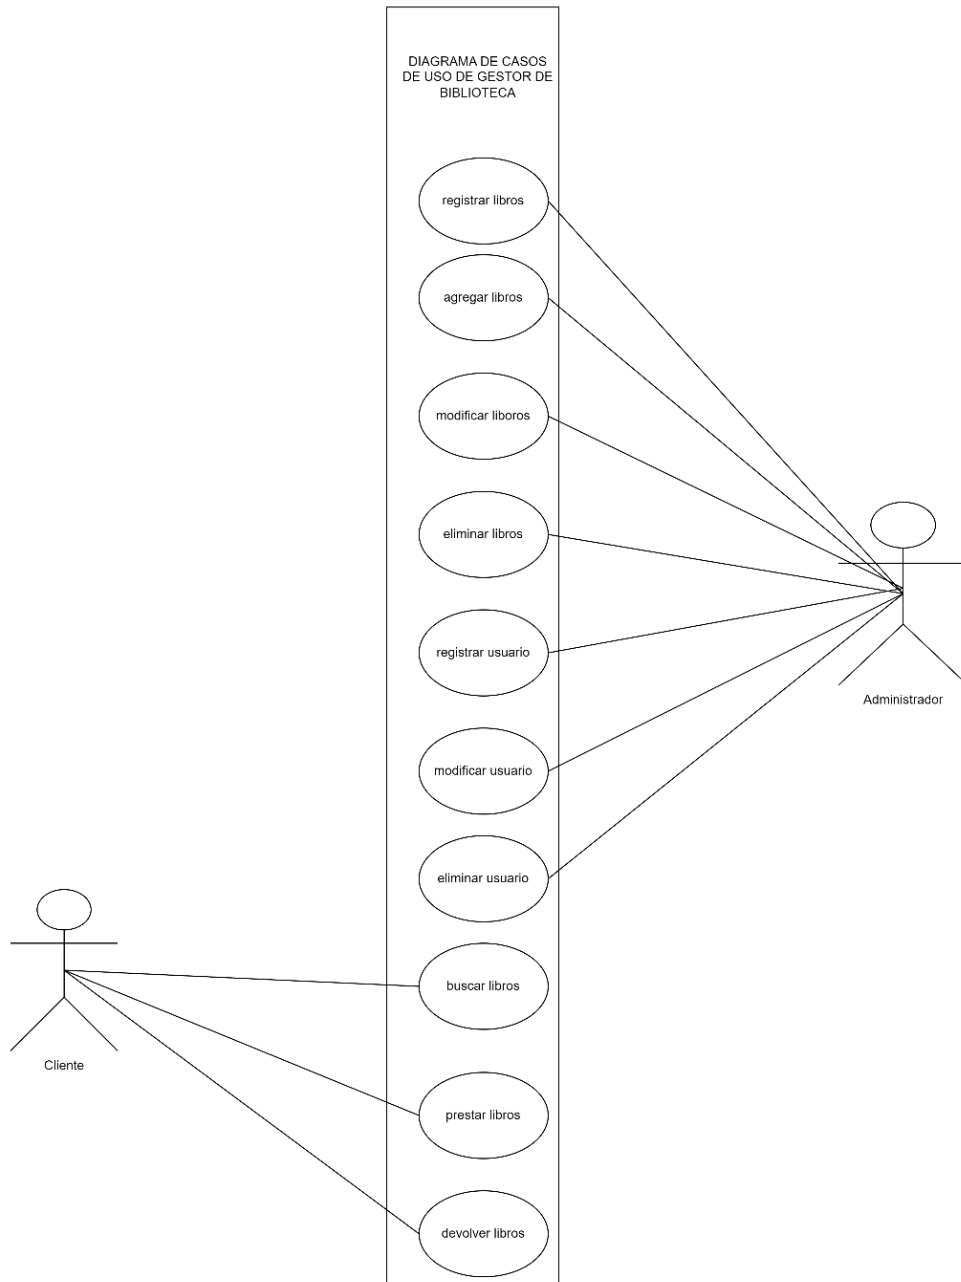 DIAGRAMA DE CASOS
DE USO DE GESTOR DE
BIBLIOTECA
registrar libros
agregar libros
modificar liboros
eliminar libros
registrar usuario
Administrador
modificar usuario
eliminar usuario
buscar libros
Cliente
prestar libros
devolver libros